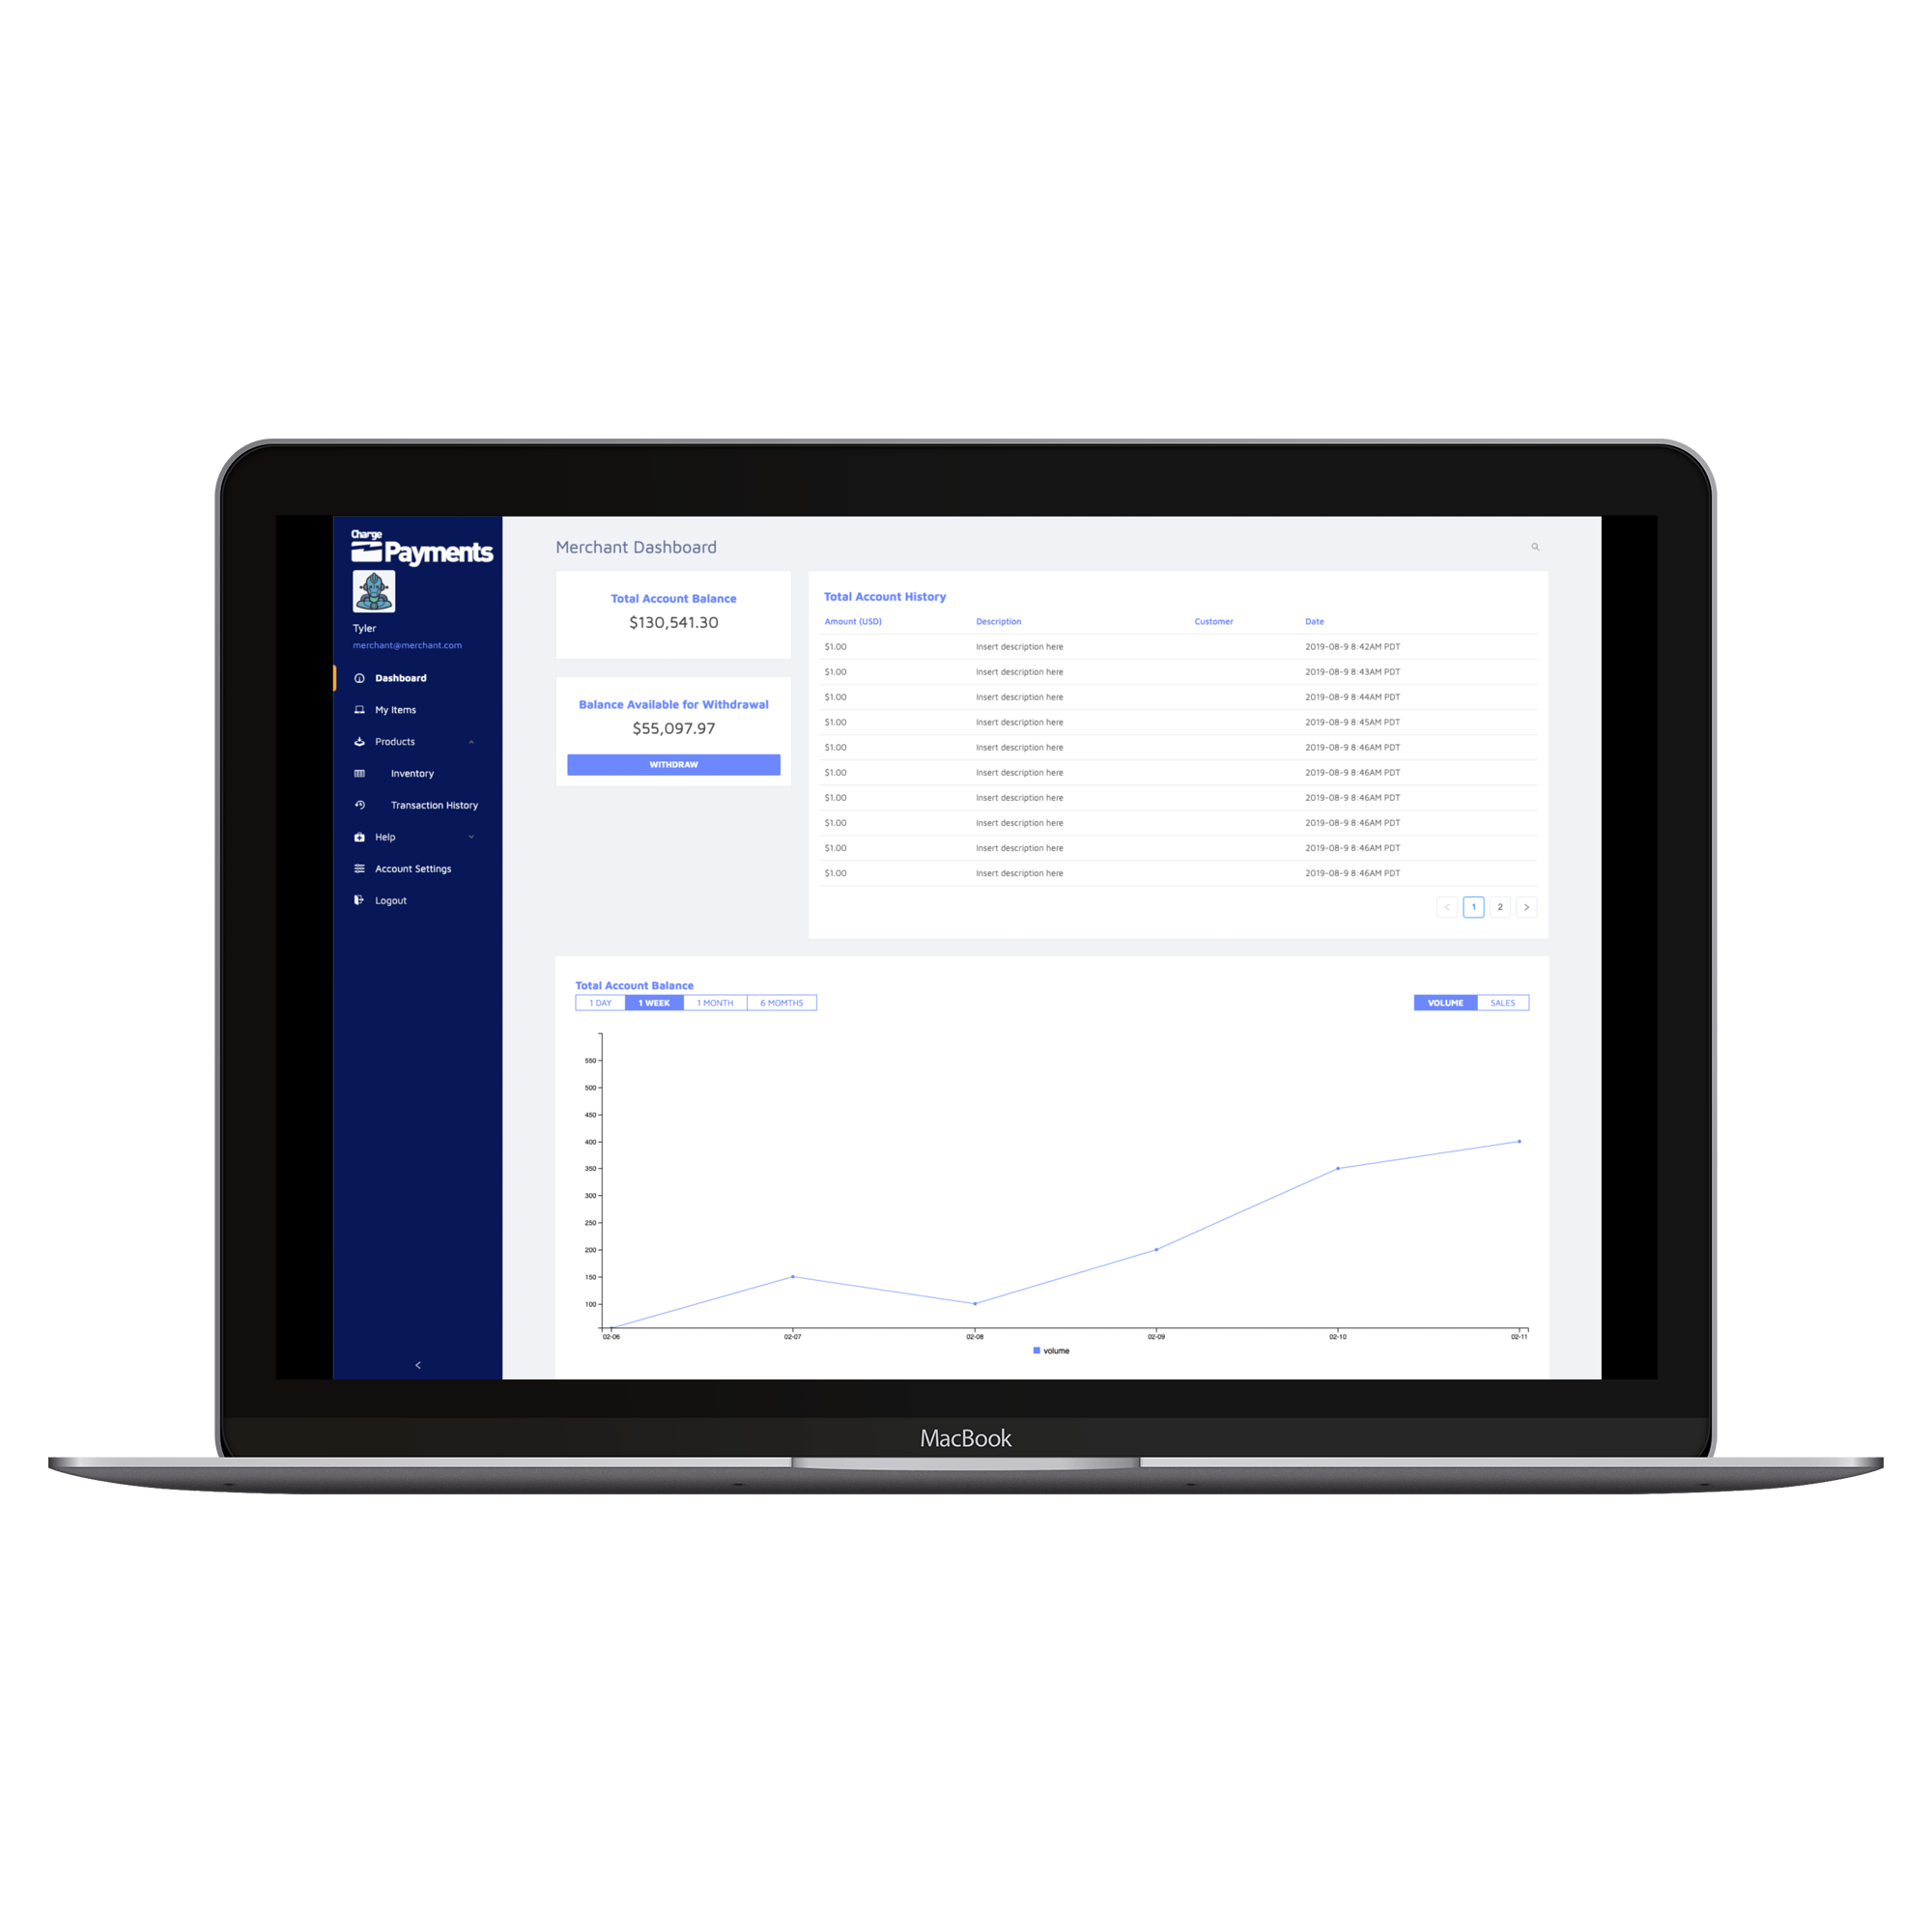 Charge
Payments
Tyler
merchant@merchant.com
Dashboard
My Items
Products
Inventory
Transaction History
Help
Account Settings
Logout
Merchant Dashboard
Total Account Balance
$130,541.30
Balance Available for Withdrawal
$55,097.97
WITHDRAW
Total Account History
Amount (USD) Description Customer Date
$1.00 Insert description here 2019-08-9 8:42AM PDT
$1.00 Insert description here 2019-08-9 8:43AM PDT
$1.00 Insert description here 2019-08-9 8:44AM PDT
$1.00 Insert description here 2019-08-9 8:45AM PDT
$1.00 Insert description here 2019-08-9 8:46AM PDT
$1.00 Insert description here 2019-08-9 8:46AM PDT
$1.00 Insert description here 2019-08-9 8:46AM PDT
$1.00 Insert description here 2019-08-9 8:46AM PDT
$1.00 Insert description here 2019-08-9 8:46AM PDT
$1.00 Insert description here 2019-08-9 8:46AM PDT
< 1 2 >
Total Account Balance
1 DAY 1 WEEK 1 MONTH 6 MOMTHS VOLUME SALES
550
500
450
400
350
300
250
200
150
100
02-06 02-07 02-08 02-09 02-10 02-11
volume
MacBook